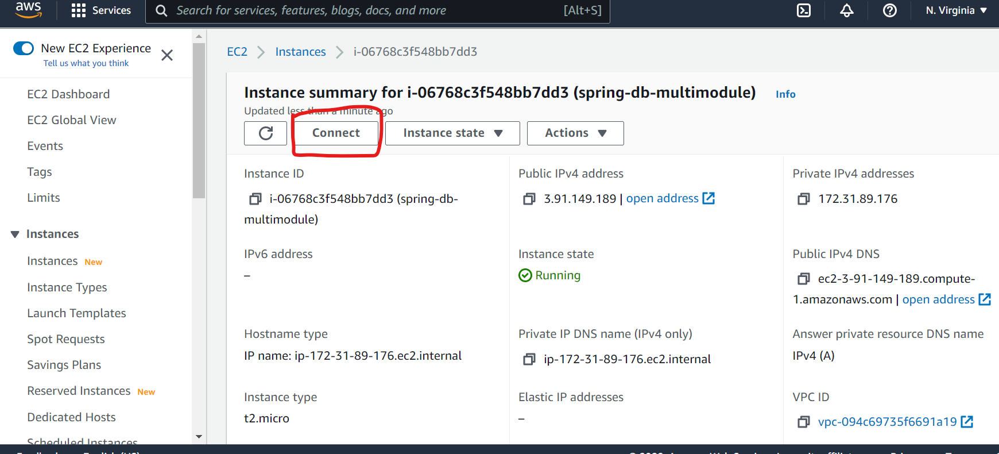 aws
Services
Search for services, features, blogs, docs, and more
[Alt+S]
N. Virginia
New EC2 Experience
Tell us what you think
EC2 Dashboard
EC2 Global View
Events
Tags
Limits
Instances
Instances New
Instance Types
Launch Templates
Spot Requests
Savings Plans
Reserved Instances New
Dedicated Hosts
Scheduled Instances
EC2
Instances
i-06768c3f548bb7dd3
Instance summary for i-06768c3f548bb7dd3 (spring-db-multimodule)
Info
Updated less than a minute ago
Connect
Instance state
Actions
Instance ID
i-06768c3f548bb7dd3 (spring-db-
multimodule)
Public IPv4 address
3.91.149.189 | open address
Private IPv4 addresses
172.31.89.176
IPv6 address
–
Instance state
Running
Public IPv4 DNS
ec2-3-91-149-189.compute-
1.amazonaws.com | open address
Hostname type
IP name: ip-172-31-89-176.ec2.internal
Private IP DNS name (IPv4 only)
ip-172-31-89-176.ec2.internal
Answer private resource DNS name
IPv4 (A)
Instance type
t2.micro
Elastic IP addresses
–
VPC ID
vpc-094c69735f6691a19